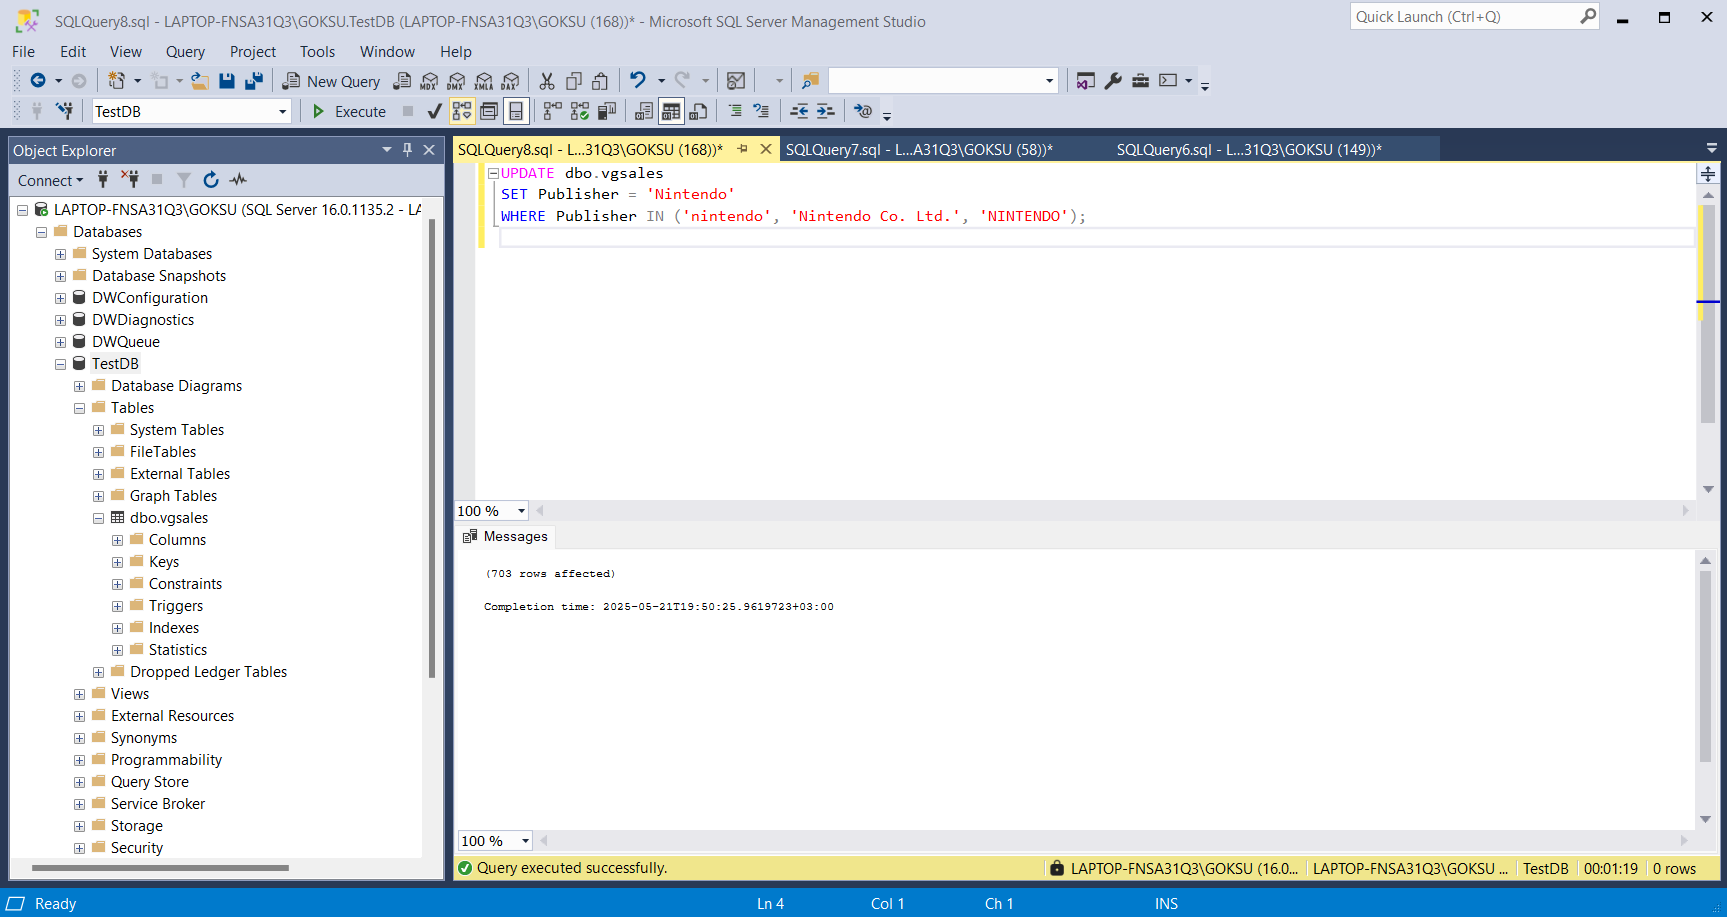 SQLQuery8.sql - LAPTOP-FNSA31Q3\GOKSU.TestDB (LAPTOP-FNSA31Q3\GOKSU (168))* - Microsoft SQL Server Management Studio
Quick Launch (Ctrl+Q)
File Edit View Query Project Tools Window Help
New Query MDX DMX XMLA DAX
TestDB Execute
Object Explorer
Connect
LAPTOP-FNSA31Q3\GOKSU (SQL Server 16.0.1135.2 - LA
Databases
System Databases
Database Snapshots
DWConfiguration
DWDiagnostics
DWQueue
TestDB
Database Diagrams
Tables
System Tables
FileTables
External Tables
Graph Tables
dbo.vgsales
Columns
Keys
Constraints
Triggers
Indexes
Statistics
Dropped Ledger Tables
Views
External Resources
Synonyms
Programmability
Query Store
Service Broker
Storage
Security
SQLQuery8.sql - L...31Q3\GOKSU (168))* SQLQuery7.sql - L...A31Q3\GOKSU (58))* SQLQuery6.sql - L...31Q3\GOKSU (149))*
UPDATE dbo.vgsales
SET Publisher = 'Nintendo'
WHERE Publisher IN ('nintendo', 'Nintendo Co. Ltd.', 'NINTENDO');
100 %
Messages
(703 rows affected)
Completion time: 2025-05-21T19:50:25.9619723+03:00
100 %
Query executed successfully. LAPTOP-FNSA31Q3\GOKSU (16.0... LAPTOP-FNSA31Q3\GOKSU ... TestDB 00:01:19 0 rows
Ready Ln 4 Col 1 Ch 1 INS